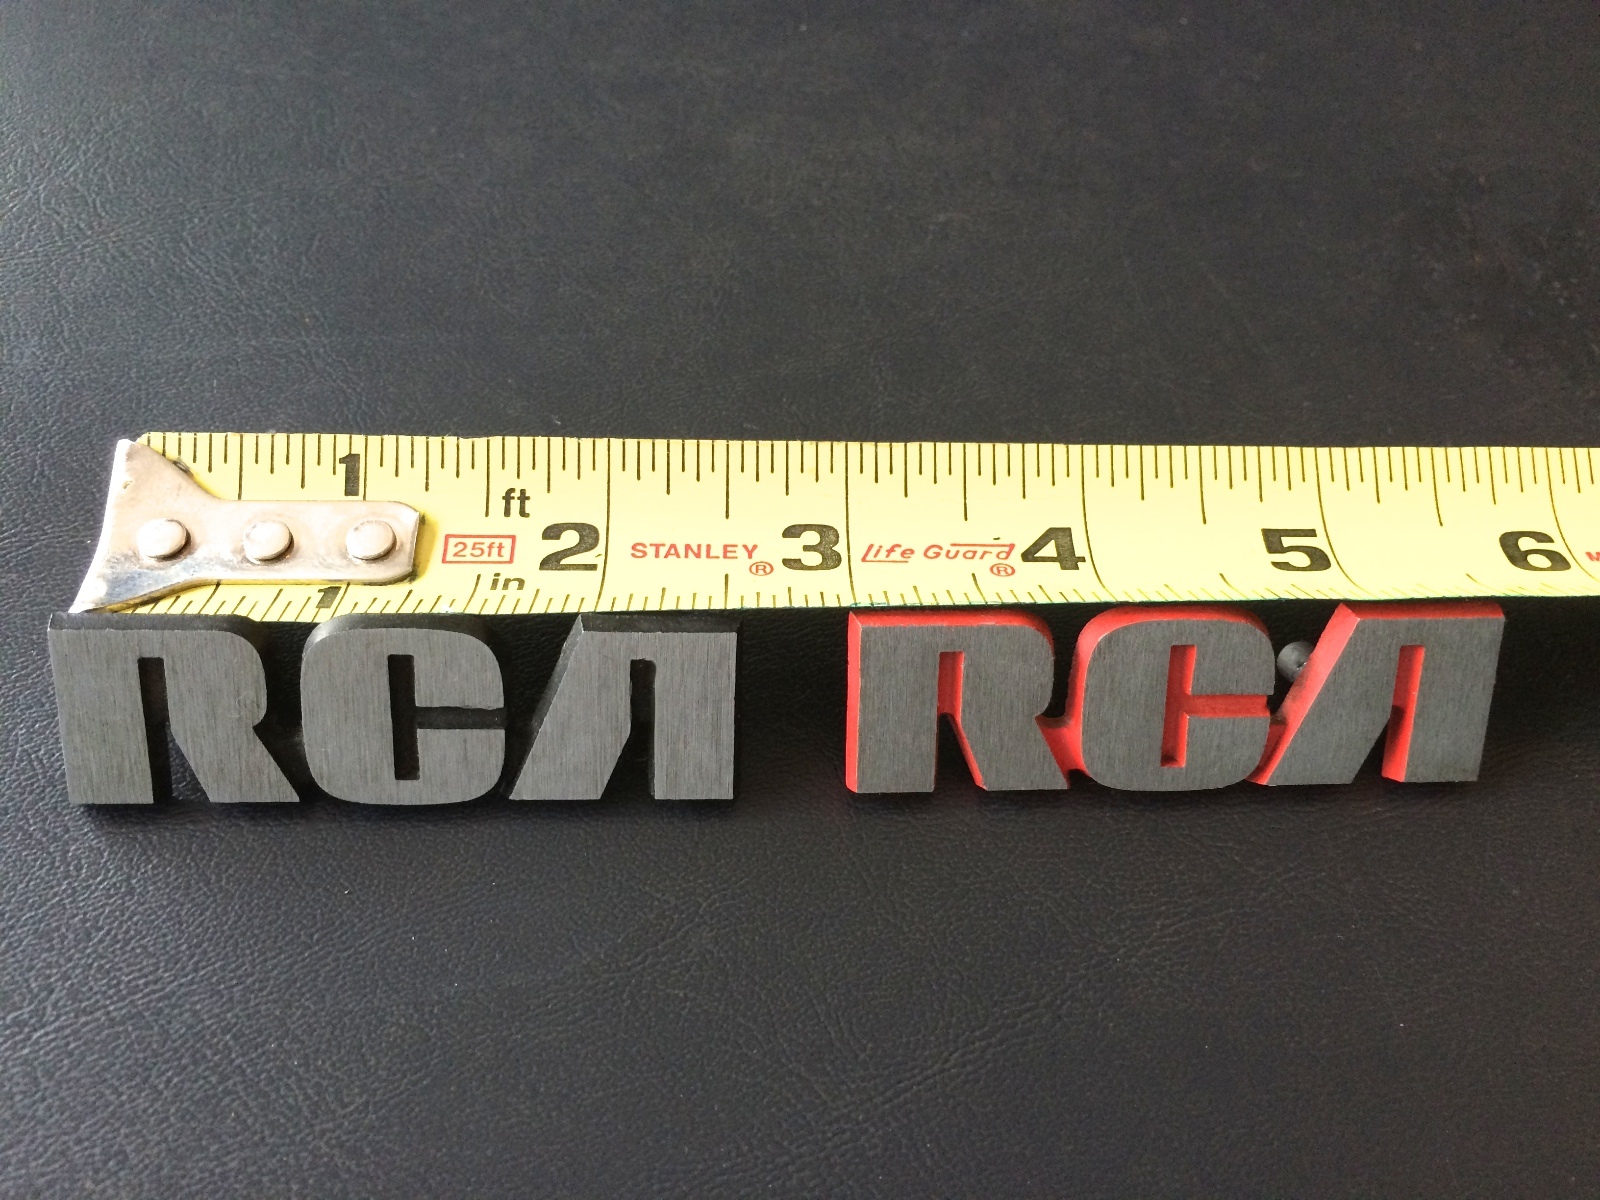 1
ft
25ft 2 STANLEY® 3 Life Guard® 4 5 6
in
1
RCA RCA